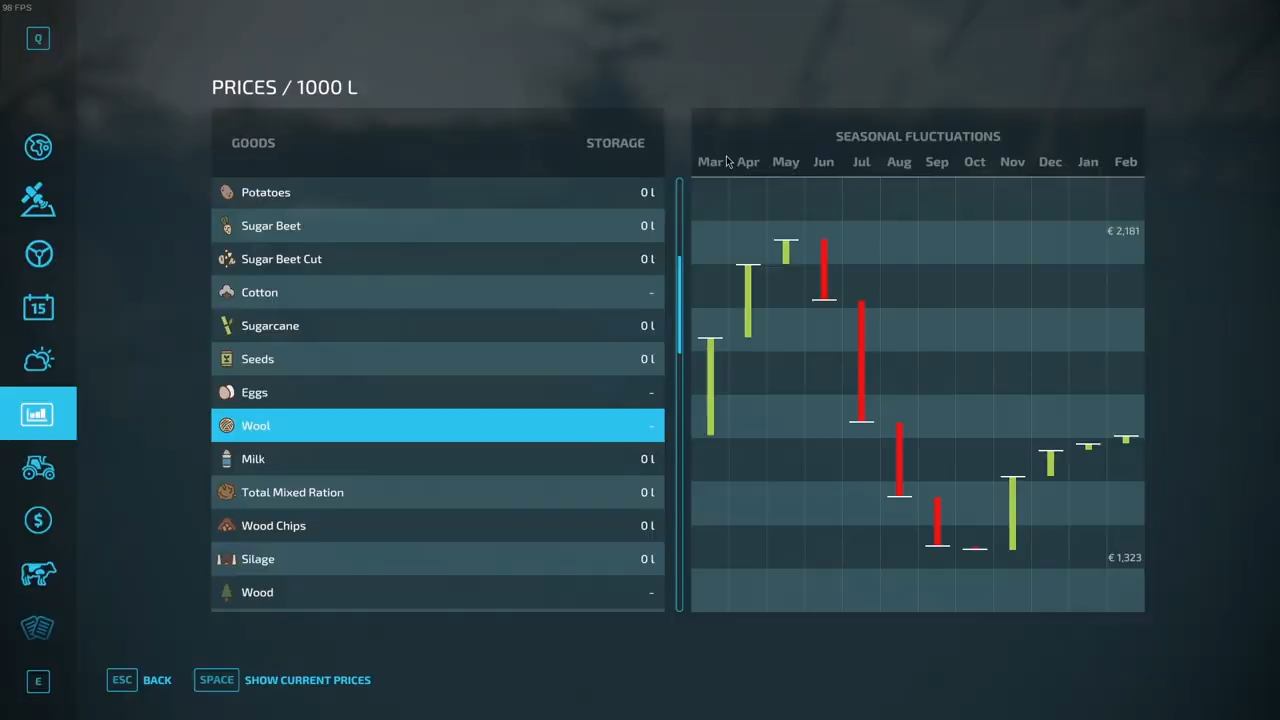 98 FPS
Q
PRICES / 1000 L
GOODS STORAGE
SEASONAL FLUCTUATIONS
Mar Apr May Jun Jul Aug Sep Oct Nov Dec Jan Feb
Potatoes 0 l
Sugar Beet 0 l
€ 2,181
Sugar Beet Cut 0 l
Cotton -
15
Sugarcane 0 l
Seeds 0 l
Eggs -
Wool -
Milk 0 l
Total Mixed Ration 0 l
Wood Chips 0 l
$
Silage 0 l
€ 1,323
Wood -
E
ESC BACK SPACE SHOW CURRENT PRICES